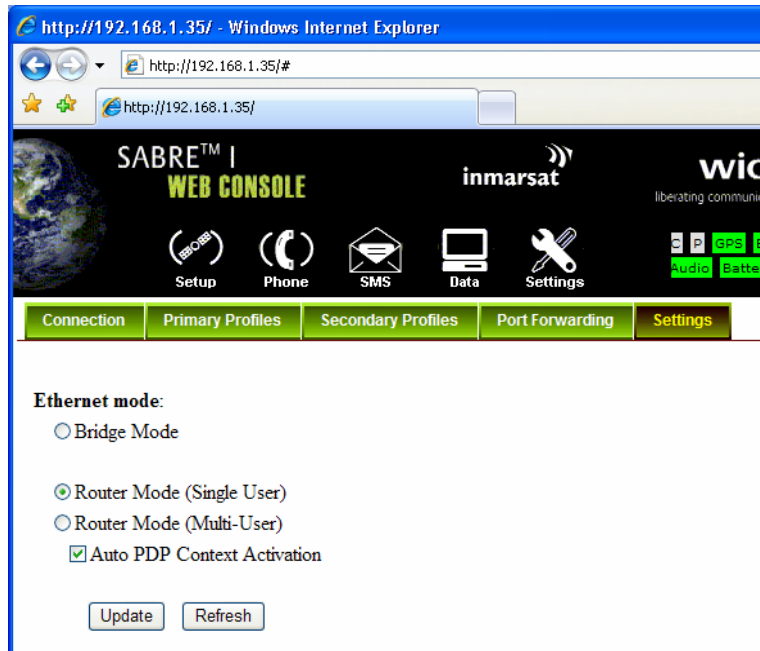 http://192.168.1.35/ - Windows Internet Explorer
http://192.168.1.35/#
http://192.168.1.35/
SABRE™ I
WEB CONSOLE
inmarsat
Setup
Phone
SMS
Data
Settings
C P GPS
Audio
Connection
Primary Profiles
Secondary Profiles
Port Forwarding
Settings
Ethernet mode:
Bridge Mode
Router Mode (Single User)
Router Mode (Multi-User)
Auto PDP Context Activation
Update
Refresh